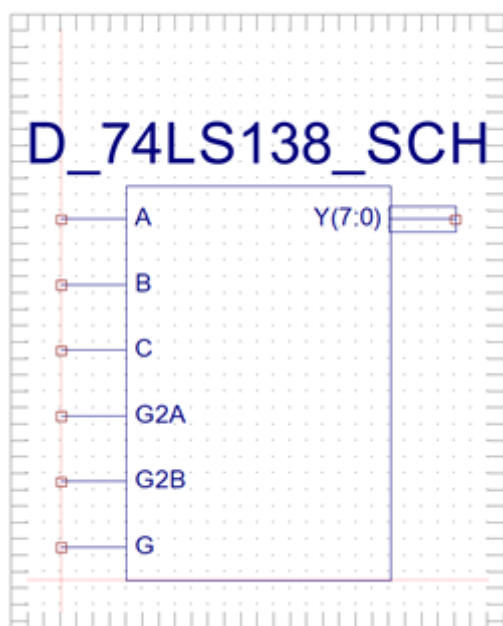 D_74LS138_SCH
A Y(7:0)
B
C
G2A
G2B
G